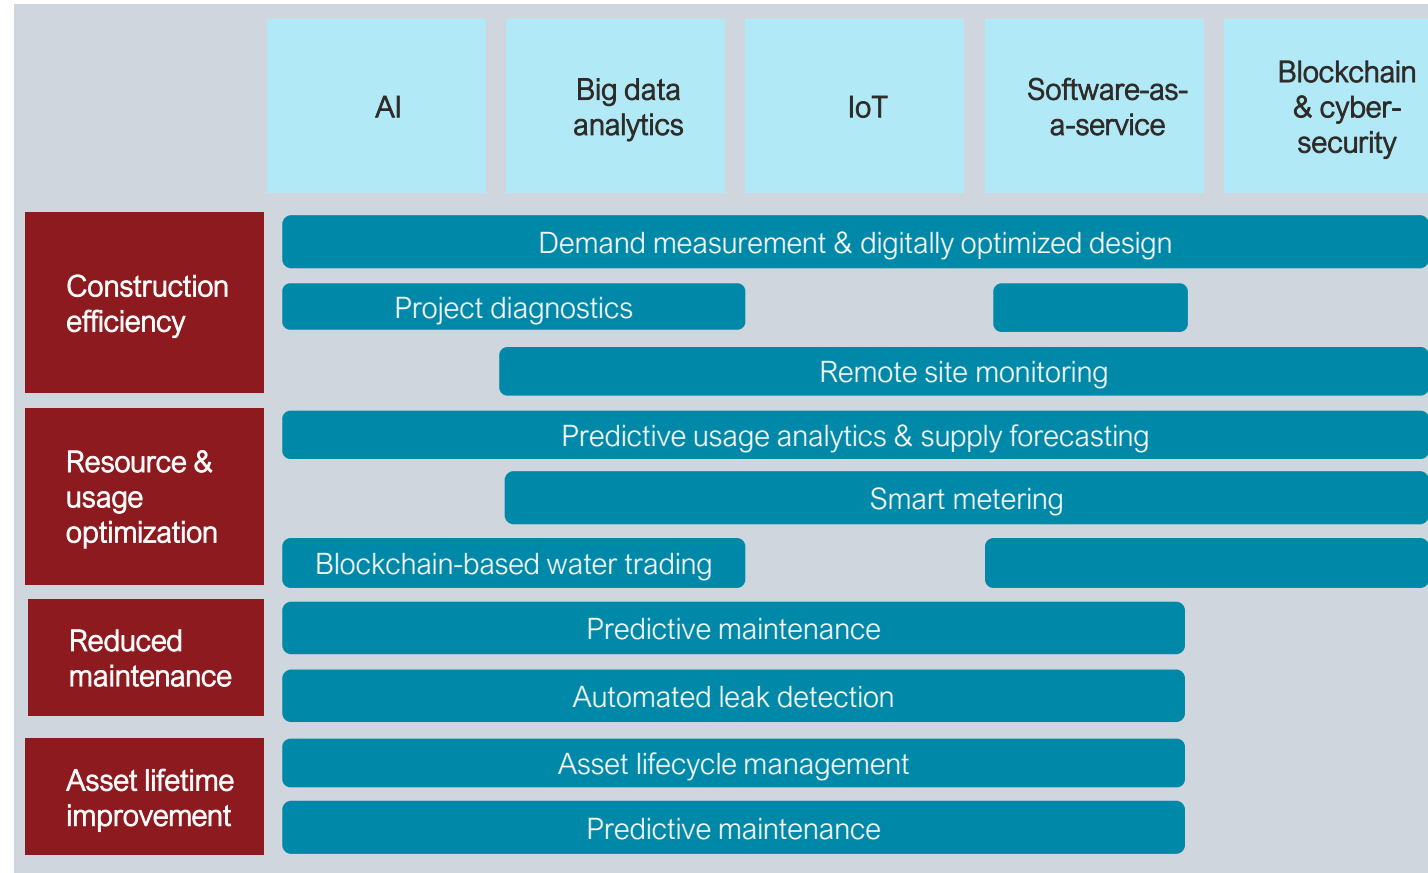 AI
Big data
analytics
IoT
Software-as-
a-service
Blockchain
& cyber-
security
Construction
efficiency
Demand measurement & digitally optimized design
Project diagnostics
Remote site monitoring
Resource &
usage
optimization
Predictive usage analytics & supply forecasting
Smart metering
Blockchain-based water trading
Reduced
maintenance
Predictive maintenance
Automated leak detection
Asset lifetime
improvement
Asset lifecycle management
Predictive maintenance